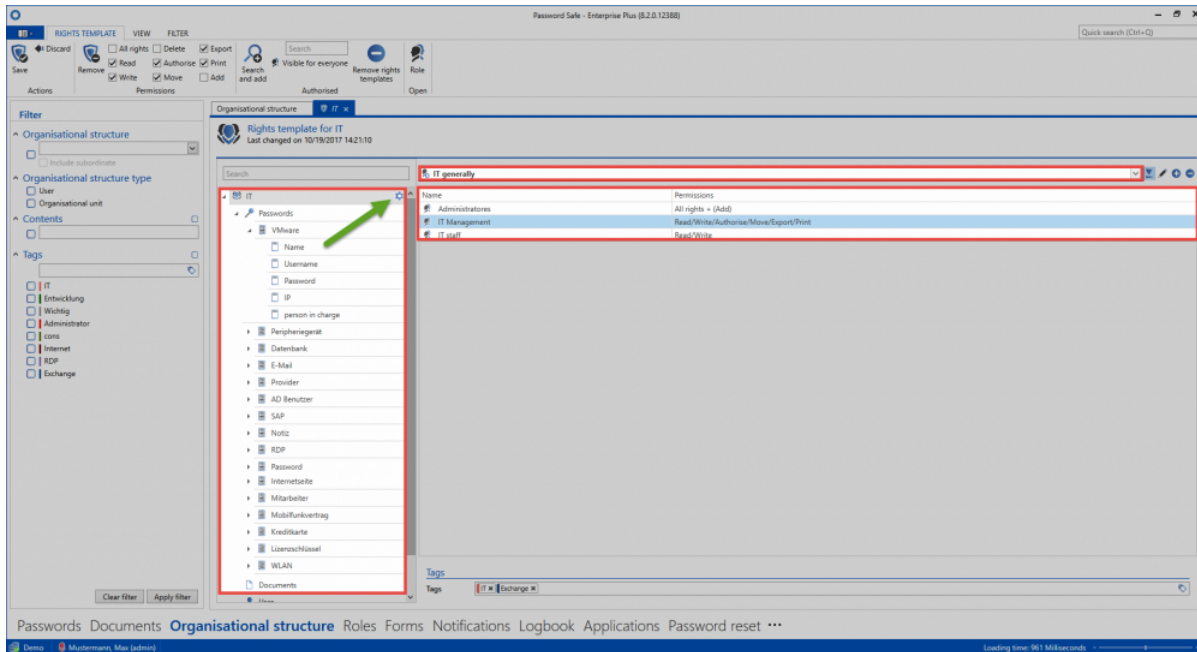 Password Safe - Enterprise Plus (8.2.0.12388)
RIGHTS TEMPLATE VIEW FILTER
Quick search (Ctrl+Q)
Save
Discard
Remove
All rights Delete Export
Read Authorise Print
Write Move Add
Search and add
Search
Visible for everyone
Remove rights templates
Role
Actions Permissions Authorised Open
Filter
Organisational structure
Include subordinate
Organisational structure type
User
Organisational unit
Contents
Tags
IT
Entwicklung
Wichtig
Administrator
cons
Internet
RDP
Exchange
Clear filter Apply filter
Organisational structure IT
Rights template for IT
Last changed on 10/19/2017 14:21:10
Search
IT
Passwords
VMware
Name
Username
Password
IP
person in charge
Peripheriegerät
Datenbank
E-Mail
Provider
AD Benutzer
SAP
Notiz
RDP
Password
Internetseite
Mitarbeiter
Mobilfunkvertrag
Kreditkarte
Lizenzschlüssel
WLAN
Documents
User
IT generally
Name Permissions
Administratores All rights + (Add)
IT Management Read/Write/Authorise/Move/Export/Print
IT staff Read/Write
Tags
Tags IT Exchange
Passwords Documents Organisational structure Roles Forms Notifications Logbook Applications Password reset •••
Demo Mustermann, Max (admin) Loading time: 961 Milliseconds